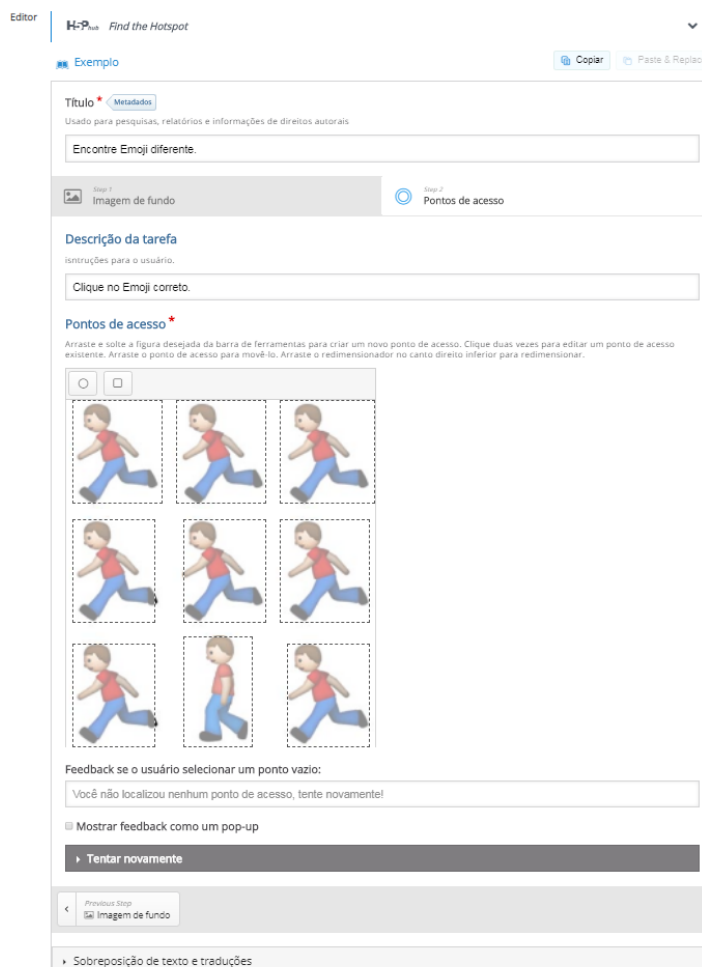 Editor
H5Phub Find the Hotspot
Exemplo
Copiar
Paste & Replac
Título * Metadados
Usado para pesquisas, relatórios e informações de direitos autorais
Encontre Emoji diferente.
Step 1
Imagem de fundo
Step 2
Pontos de acesso
Descrição da tarefa
isntruções para o usuário.
Clique no Emoji correto.
Pontos de acesso *
Arraste e solte a figura desejada da barra de ferramentas para criar um novo ponto de acesso. Clique duas vezes para editar um ponto de acesso
existente. Arraste o ponto de acesso para movê-lo. Arraste o redimensionador no canto direito inferior para redimensionar.
Feedback se o usuário selecionar um ponto vazio:
Você não localizou nenhum ponto de acesso, tente novamente!
Mostrar feedback como um pop-up
Tentar novamente
Previous Step
Imagem de fundo
Sobreposição de texto e traduções